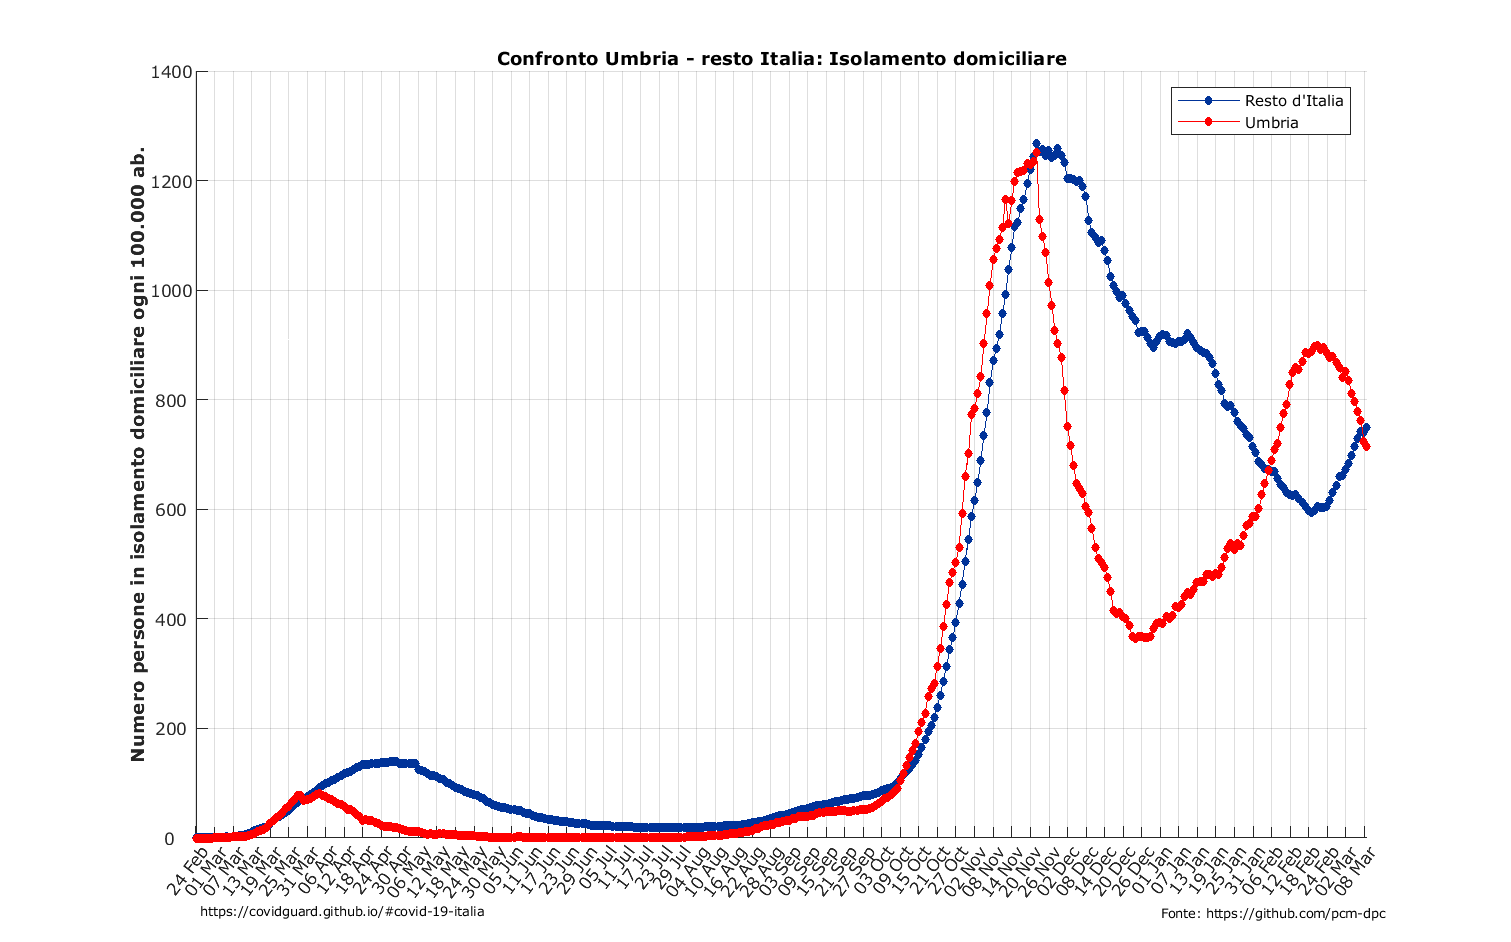 Confronto Umbria - resto Italia: Isolamento domiciliare
Numero persone in isolamento domiciliare ogni 100.000 ab.
1400
1200
1000
800
600
400
200
0
Resto d'Italia
Umbria
24 Feb
01 Mar
07 Mar
13 Mar
19 Mar
25 Mar
31 Mar
06 Apr
12 Apr
18 Apr
24 Apr
30 Apr
06 May
12 May
18 May
24 May
30 May
05 Jun
11 Jun
17 Jun
23 Jun
29 Jun
05 Jul
11 Jul
17 Jul
23 Jul
29 Jul
04 Aug
10 Aug
16 Aug
22 Aug
28 Aug
03 Sep
09 Sep
15 Sep
21 Sep
27 Sep
03 Oct
09 Oct
15 Oct
21 Oct
27 Oct
02 Nov
08 Nov
14 Nov
20 Nov
26 Nov
02 Dec
08 Dec
14 Dec
20 Dec
26 Dec
01 Jan
07 Jan
13 Jan
19 Jan
25 Jan
31 Jan
06 Feb
12 Feb
18 Feb
24 Feb
02 Mar
08 Mar
https://covidguard.github.io/#covid-19-italia
Fonte: https://github.com/pcm-dpc